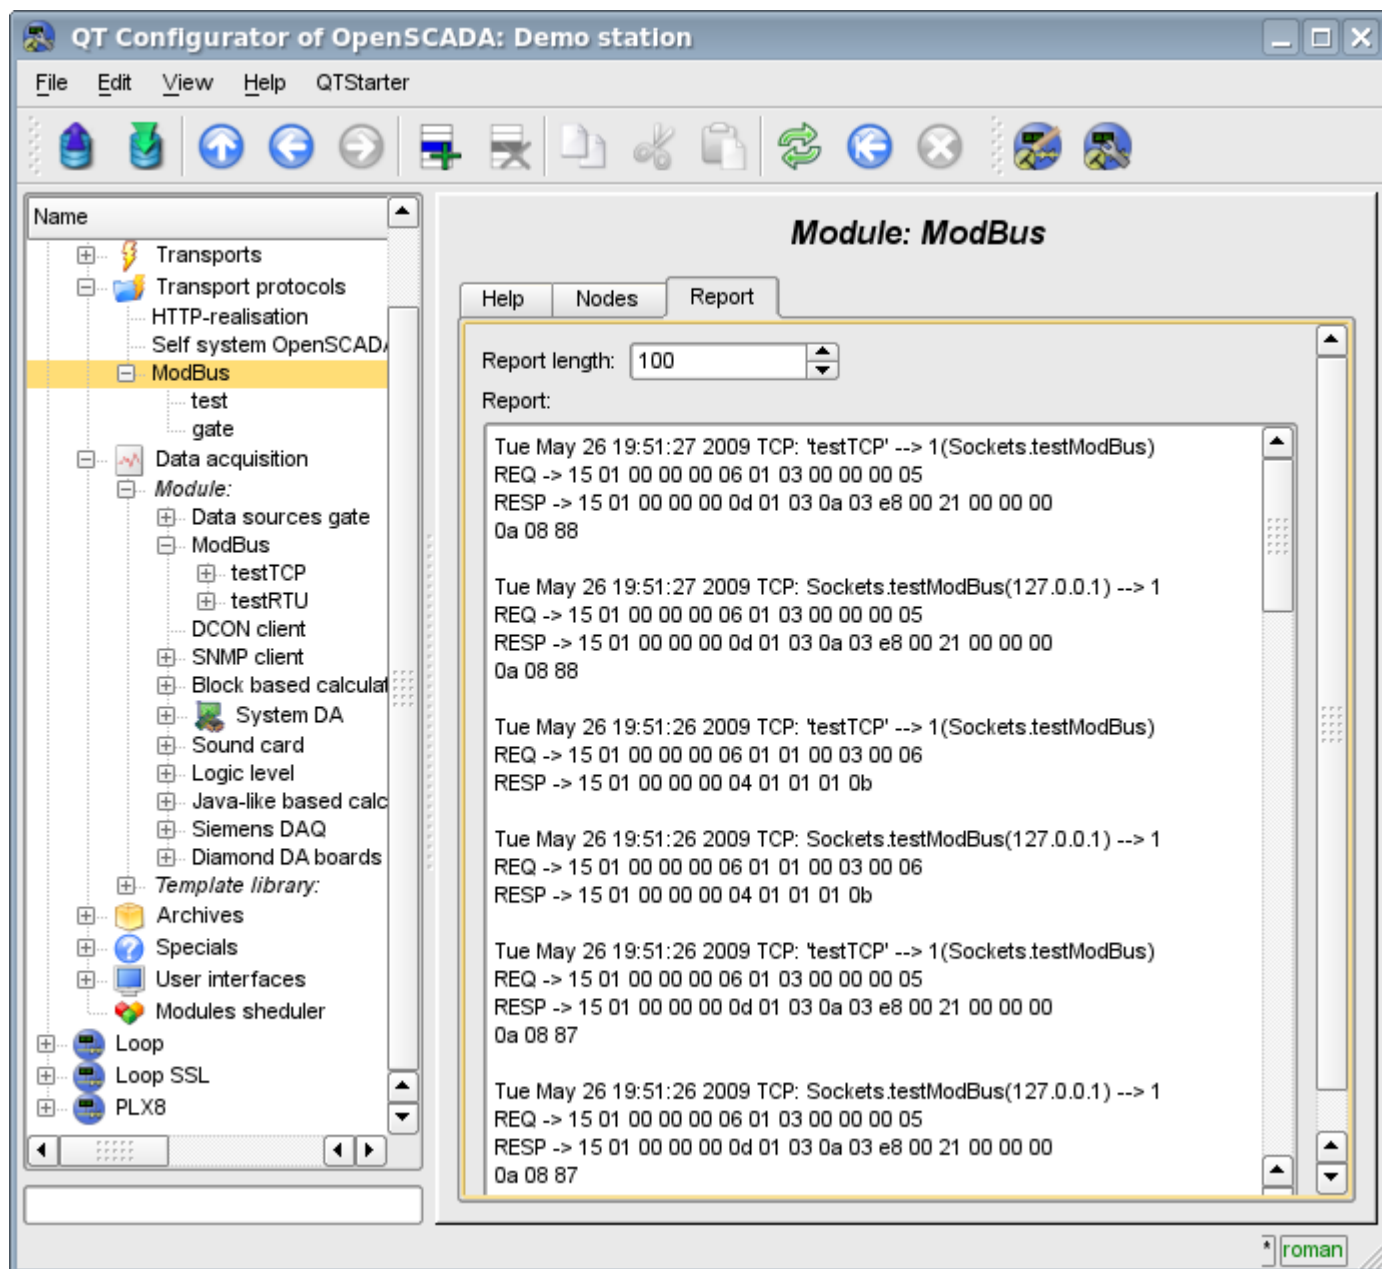 QT Configurator of OpenSCADA: Demo station
File Edit View Help QTStarter
Name
Transports
Transport protocols
HTTP-realisation
Self system OpenSCADA
ModBus
test
gate
Data acquisition
Module:
Data sources gate
ModBus
testTCP
testRTU
DCON client
SNMP client
Block based calculat
System DA
Sound card
Logic level
Java-like based calc
Siemens DAQ
Diamond DA boards
Template library:
Archives
Specials
User interfaces
Modules sheduler
Loop
Loop SSL
PLX8
Module: ModBus
Help Nodes Report
Report length: 100
Report:
Tue May 26 19:51:27 2009 TCP: 'testTCP' --> 1(Sockets.testModBus)
REQ -> 15 01 00 00 00 06 01 03 00 00 00 05
RESP -> 15 01 00 00 00 0d 01 03 0a 03 e8 00 21 00 00 00
0a 08 88
Tue May 26 19:51:27 2009 TCP: Sockets.testModBus(127.0.0.1) --> 1
REQ -> 15 01 00 00 00 06 01 03 00 00 00 05
RESP -> 15 01 00 00 00 0d 01 03 0a 03 e8 00 21 00 00 00
0a 08 88
Tue May 26 19:51:26 2009 TCP: 'testTCP' --> 1(Sockets.testModBus)
REQ -> 15 01 00 00 00 06 01 01 00 03 00 06
RESP -> 15 01 00 00 00 04 01 01 01 0b
Tue May 26 19:51:26 2009 TCP: Sockets.testModBus(127.0.0.1) --> 1
REQ -> 15 01 00 00 00 06 01 01 00 03 00 06
RESP -> 15 01 00 00 00 04 01 01 01 0b
Tue May 26 19:51:26 2009 TCP: 'testTCP' --> 1(Sockets.testModBus)
REQ -> 15 01 00 00 00 06 01 03 00 00 00 05
RESP -> 15 01 00 00 00 0d 01 03 0a 03 e8 00 21 00 00 00
0a 08 87
Tue May 26 19:51:26 2009 TCP: Sockets.testModBus(127.0.0.1) --> 1
REQ -> 15 01 00 00 00 06 01 03 00 00 00 05
RESP -> 15 01 00 00 00 0d 01 03 0a 03 e8 00 21 00 00 00
0a 08 87
* roman